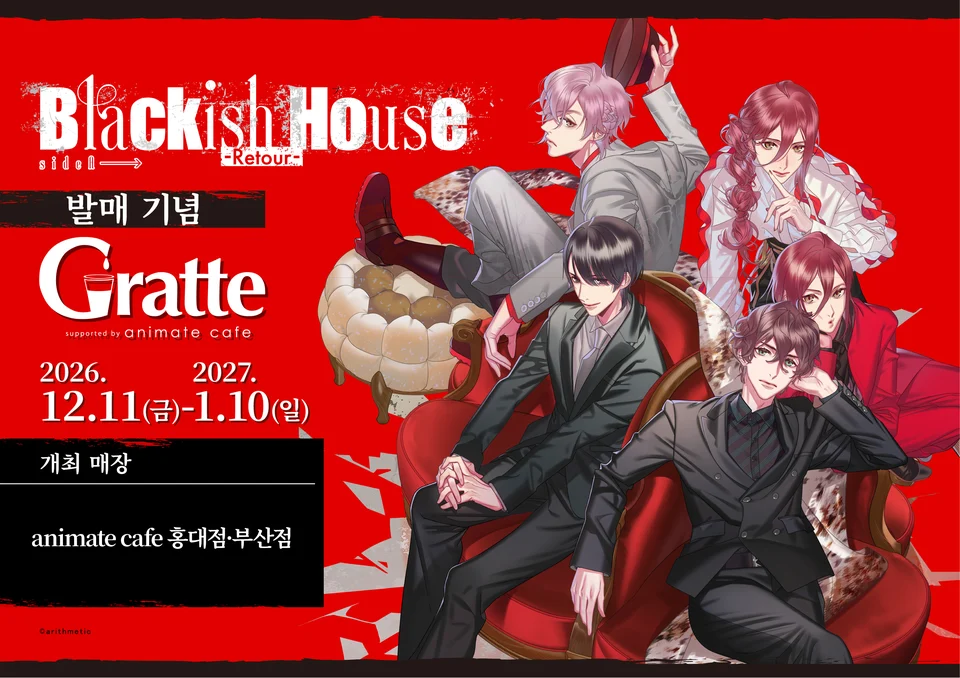 Blackish House
sideA→
-Retour-
발매 기념
Gratte
supported by animate cafe
2026. 2027.
12.11(금)-1.10(일)
개최 매장
animate cafe 홍대점·부산점
©arithmetic